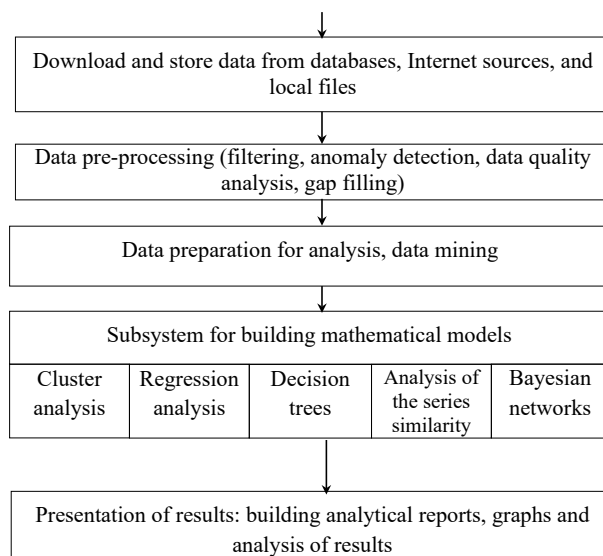 Download and store data from databases, Internet sources, and
local files
Data pre-processing (filtering, anomaly detection, data quality
analysis, gap filling)
Data preparation for analysis, data mining
Subsystem for building mathematical models
Cluster
analysis
Regression
analysis
Decision
trees
Analysis of
the series
similarity
Bayesian
networks
Presentation of results: building analytical reports, graphs and
analysis of results